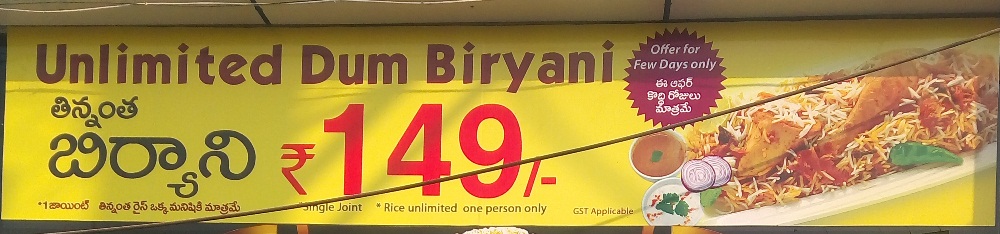 Unlimited Dum Biryani
Offer for
Few Days only
ఈ ఆఫర్
కొద్ది రోజులు
మాత్రమే
తిన్నంత
బిర్యాని
₹149/-
*1జాయింట్ తిన్నంత రైస్ ఒక్క మనిషికి మాత్రమే
*Single Joint * Rice unlimited one person only
GST Applicable